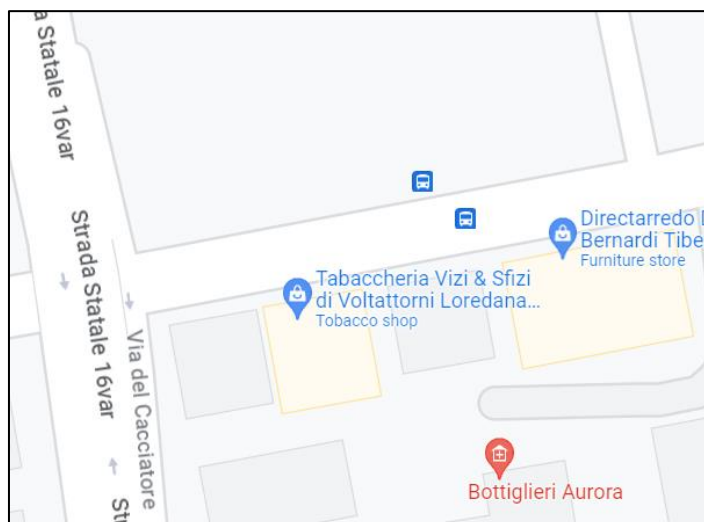 a Statale 16var
Strada Statale 16var
Via del Cacciatore
Directarredo D
Bernardi Tibe
Furniture store
Tabaccheria Vizi & Sfizi
di Voltattorni Loredana...
Tobacco shop
Bottiglieri Aurora
Str